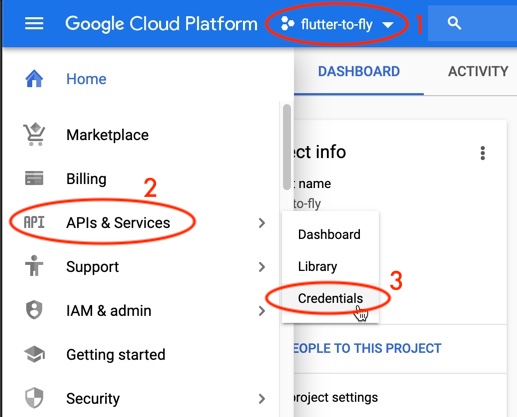 Google Cloud Platform
flutter-to-fly
1
Home
Marketplace
Billing
2
APIs & Services
API
Support
IAM & admin
Getting started
Security
DASHBOARD
ACTIVITY
ect info
t name
to-fly
Dashboard
Library
3
Credentials
EOPLE TO THIS PROJECT
project settings